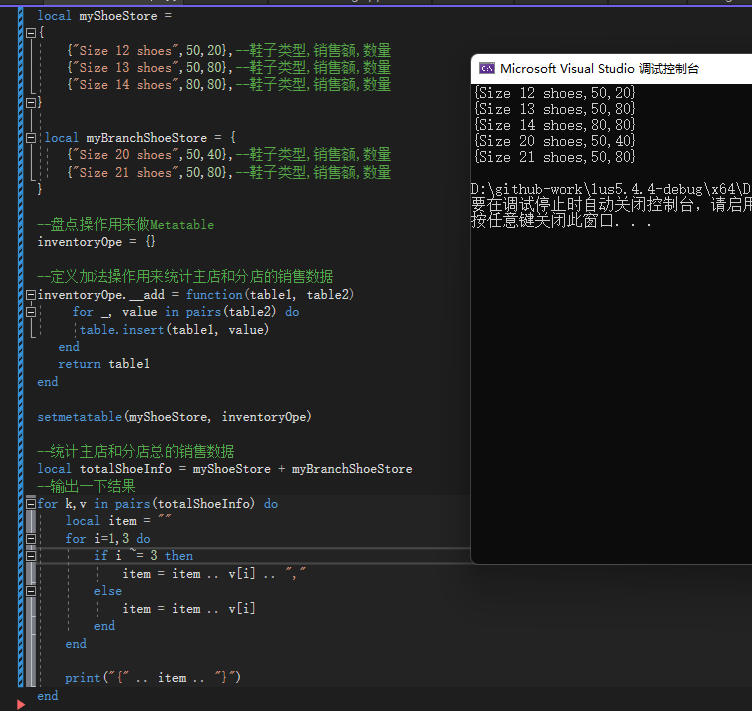 local myShoeStore =
{
{"Size 12 shoes",50,20},--鞋子类型,销售额,数量
{"Size 13 shoes",50,80},--鞋子类型,销售额,数量
{"Size 14 shoes",80,80},--鞋子类型,销售额,数量
}
local myBranchShoeStore = {
{"Size 20 shoes",50,40},--鞋子类型,销售额,数量
{"Size 21 shoes",50,80},--鞋子类型,销售额,数量
}
--盘点操作用来做Metatable
inventoryOpe = {}
--定义加法操作用来统计主店和分店的销售数据
inventoryOpe.__add = function(table1, table2)
for _, value in pairs(table2) do
table.insert(table1, value)
end
return table1
end
setmetatable(myShoeStore, inventoryOpe)
--统计主店和分店总的销售数据
local totalShoeInfo = myShoeStore + myBranchShoeStore
--输出一下结果
for k,v in pairs(totalShoeInfo) do
local item = ""
for i=1,3 do
if i ~= 3 then
item = item .. v[i] .. ","
else
item = item .. v[i]
end
end
print("{" .. item .. "}")
end
Microsoft Visual Studio 调试控制台
{Size 12 shoes,50,20}
{Size 13 shoes,50,80}
{Size 14 shoes,80,80}
{Size 20 shoes,50,40}
{Size 21 shoes,50,80}
D:\github-work\lus5.4.4-debug\x64\D
要在调试停止时自动关闭控制台，请启用
按任意键关闭此窗口. . .